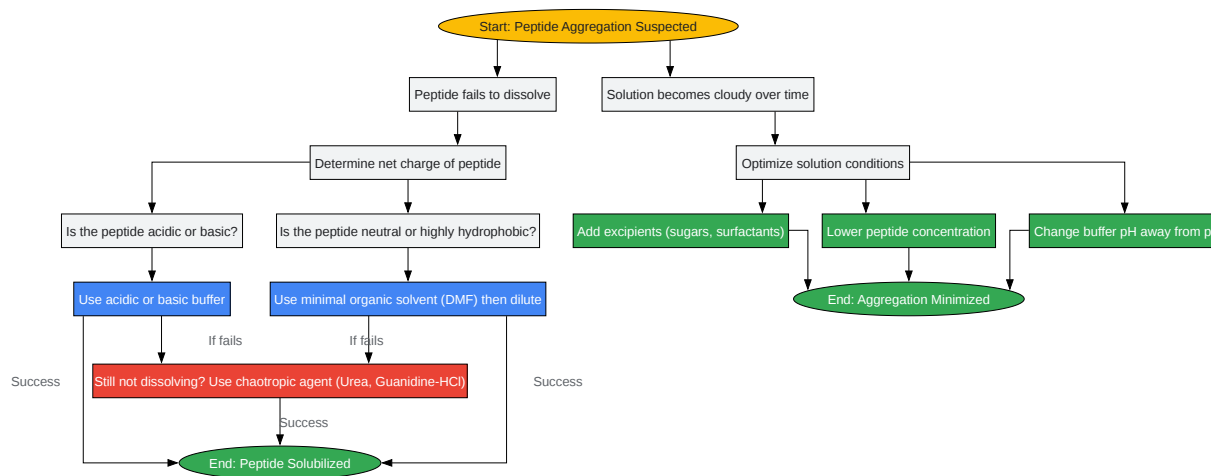 Start: Peptide Aggregation Suspected
Peptide fails to dissolve
Solution becomes cloudy over time
Determine net charge of peptide
Optimize solution conditions
Is the peptide acidic or basic?
Is the peptide neutral or highly hydrophobic?
Add excipients (sugars, surfactants)
Lower peptide concentration
Change buffer pH away from p
Use acidic or basic buffer
Use minimal organic solvent (DMF) then dilute
End: Aggregation Minimized
If fails
If fails
Success
Still not dissolving? Use chaotropic agent (Urea, Guanidine-HCl)
Success
Success
End: Peptide Solubilized